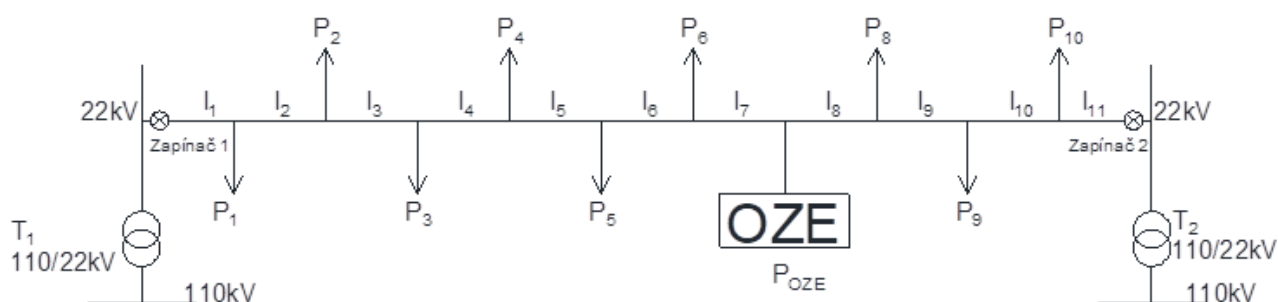 P₂ P₄ P₆ P₈ P₁₀
22kV l₁ l₂ l₃ l₄ l₅ l₆ l₇ l₈ l₉ l₁₀ l₁₁ 22kV
Zapínač 1 Zapínač 2
P₁ P₃ P₅ OZE P₉
T₁ T₂
110/22kV 110/22kV
P_OZE
110kV 110kV